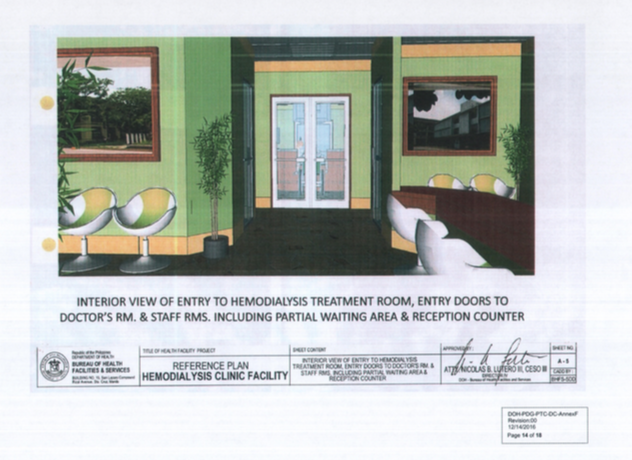 INTERIOR VIEW OF ENTRY TO HEMODIALYSIS TREATMENT ROOM, ENTRY DOORS TO
DOCTOR'S RM. & STAFF RMS. INCLUDING PARTIAL WAITING AREA & RECEPTION COUNTER
Republic of the Philippines
DEPARTMENT OF HEALTH
BUREAU OF HEALTH
FACILITIES & SERVICES
TITLE OF HEALTH FACILITY PROJECT
REFERENCE PLAN
HEMODIALYSIS CLINIC FACILITY
SHEET CONTENT
INTERIOR VIEW OF ENTRY TO HEMODIALYSIS
TREATMENT ROOM, ENTRY DOORS TO DOCTOR'S RM. &
STAFF RMS. INCLUDING PARTIAL WAITING AREA &
RECEPTION COUNTER
APPROVED
ATTY. NICOLAS B. LUTERO III, CESO III
DIRECTOR IV
DOH - Bureau of Health Facilities and Services
SHEET NO.
A - 5
CADD BY
BHFS-SDD
DOH-PDG-PTC-DC-AnnexF
Revision:00
12/14/2016
Page 14 of 18